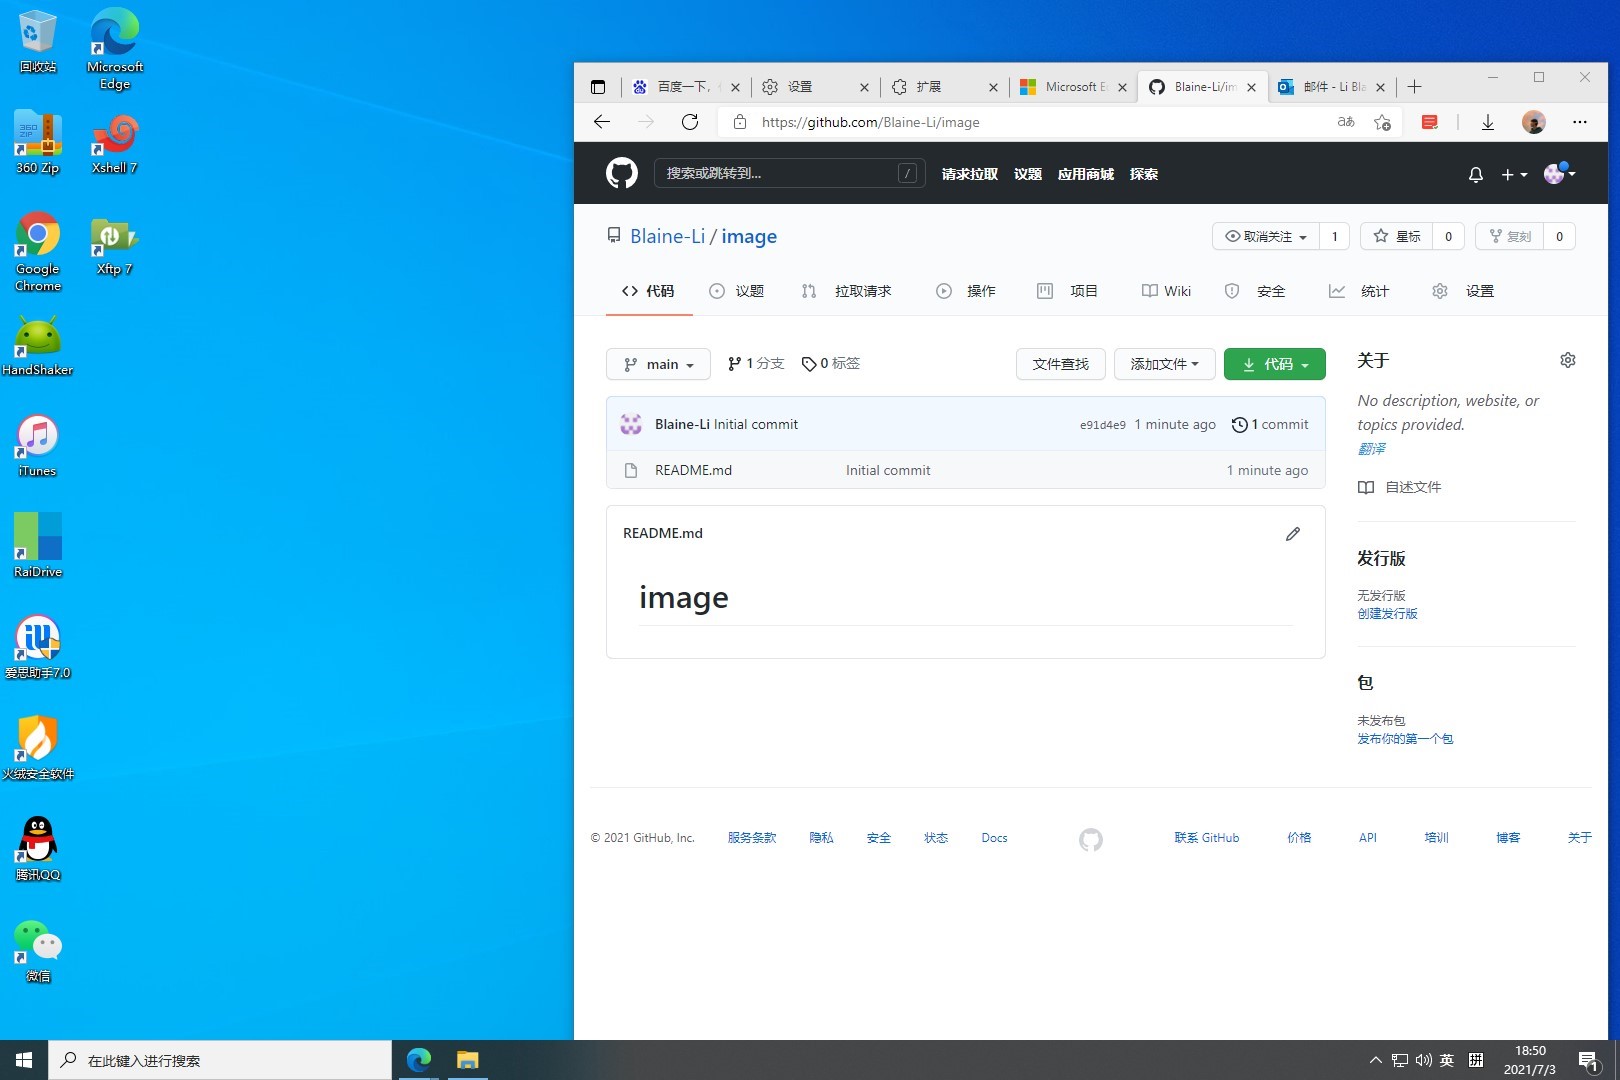 回收站
Microsoft
Edge
360 Zip
Xshell 7
Google
Chrome
Xftp 7
HandShaker
iTunes
RaiDrive
爱思助手7.0
火绒安全软件
腾讯QQ
微信
百度一下,
设置
扩展
Microsoft E
Blaine-Li/im
邮件 - Li Bla
https://github.com/Blaine-Li/image
搜索或跳转到...
/
请求拉取 议题 应用商城 探索
Blaine-Li / image
取消关注 1
星标 0
复刻 0
代码
议题
拉取请求
操作
项目
Wiki
安全
统计
设置
main
1 分支
0 标签
文件查找
添加文件
代码
Blaine-Li Initial commit
e91d4e9 1 minute ago
1 commit
README.md Initial commit 1 minute ago
README.md
image
关于
No description, website, or
topics provided.
翻译
自述文件
发行版
无发行版
创建发行版
包
未发布包
发布你的第一个包
© 2021 GitHub, Inc. 服务条款 隐私 安全 状态 Docs 联系 GitHub 价格 API 培训 博客 关于
在此键入进行搜索
英
拼
18:50
2021/7/3
1